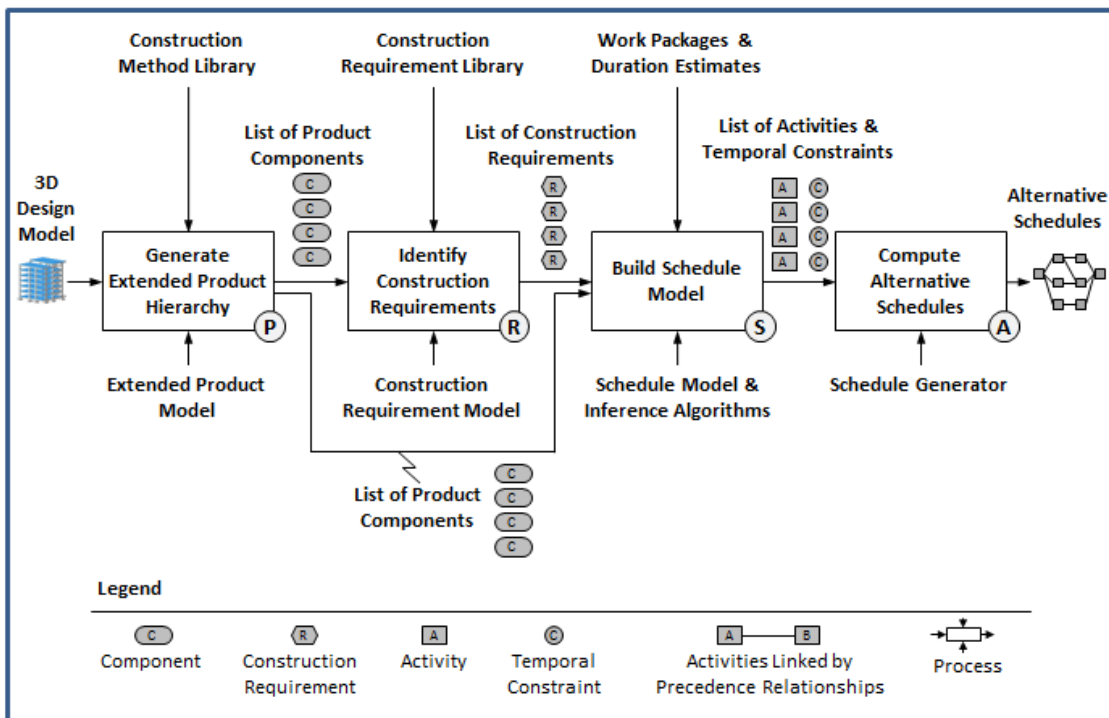 Construction
Method Library
Construction
Requirement Library
Work Packages &
Duration Estimates
List of Product
Components
C
C
C
C
List of Construction
Requirements
R
R
R
R
List of Activities &
Temporal Constraints
A C
A C
A C
A C
3D
Design
Model
Alternative
Schedules
Generate
Extended Product
Hierarchy
P
Identify
Construction
Requirements
R
Build Schedule
Model
S
Compute
Alternative
Schedules
A
Extended Product
Model
Construction
Requirement Model
Schedule Model &
Inference Algorithms
Schedule Generator
List of Product
Components
C
C
C
C
Legend
C
Component
R
Construction
Requirement
A
Activity
C
Temporal
Constraint
A B
Activities Linked by
Precedence Relationships
Process